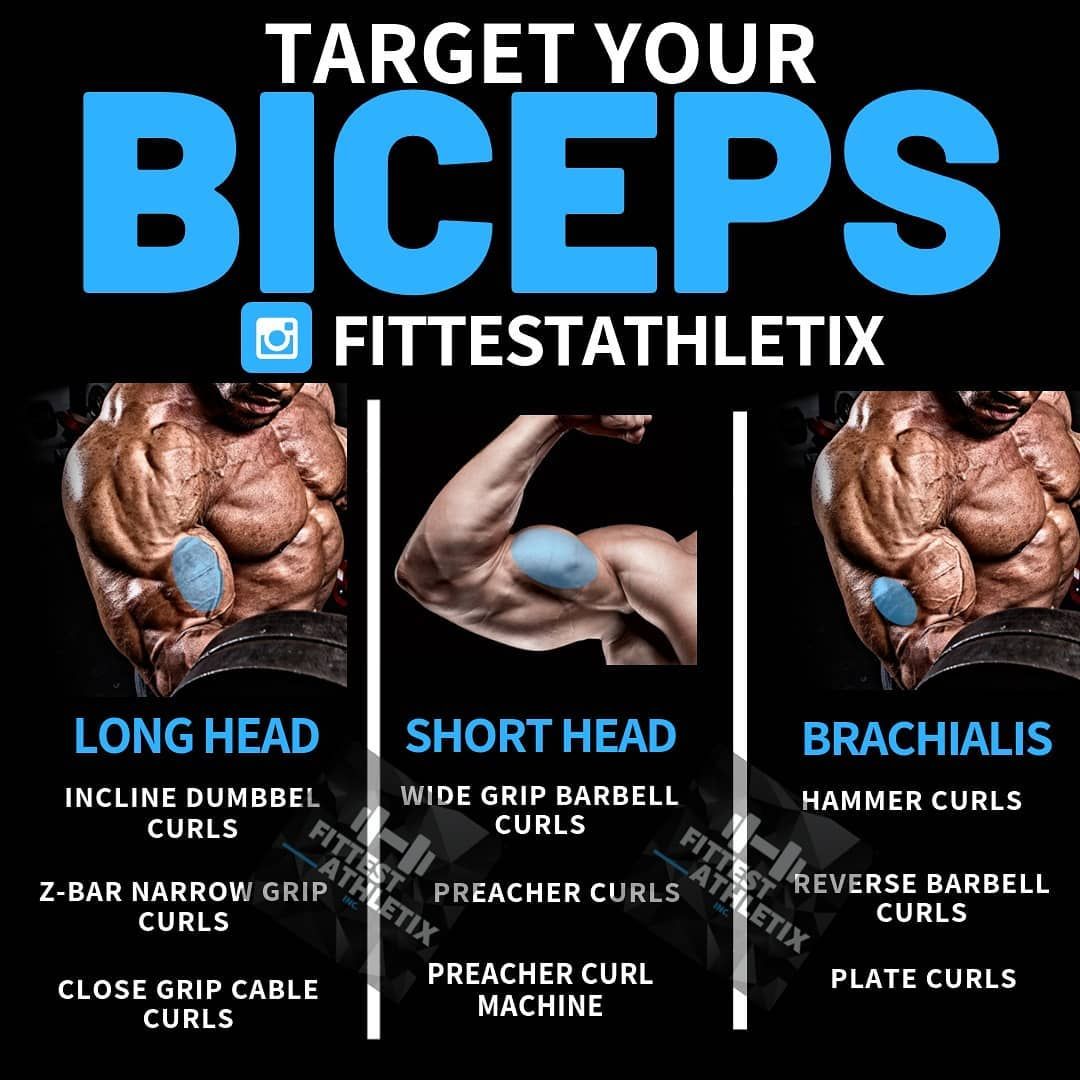 TARGET YOUR
BICEPS
FITTESTATHLETIX
LONG HEAD
INCLINE DUMBBEL
CURLS
Z-BAR NARROW GRIP
CURLS
CLOSE GRIP CABLE
CURLS
SHORT HEAD
WIDE GRIP BARBELL
CURLS
PREACHER CURLS
PREACHER CURL
MACHINE
BRACHIALIS
HAMMER CURLS
REVERSE BARBELL
CURLS
PLATE CURLS
FITTEST
ATHLETIX
INC.
FITTEST
ATHLETIX
INC.